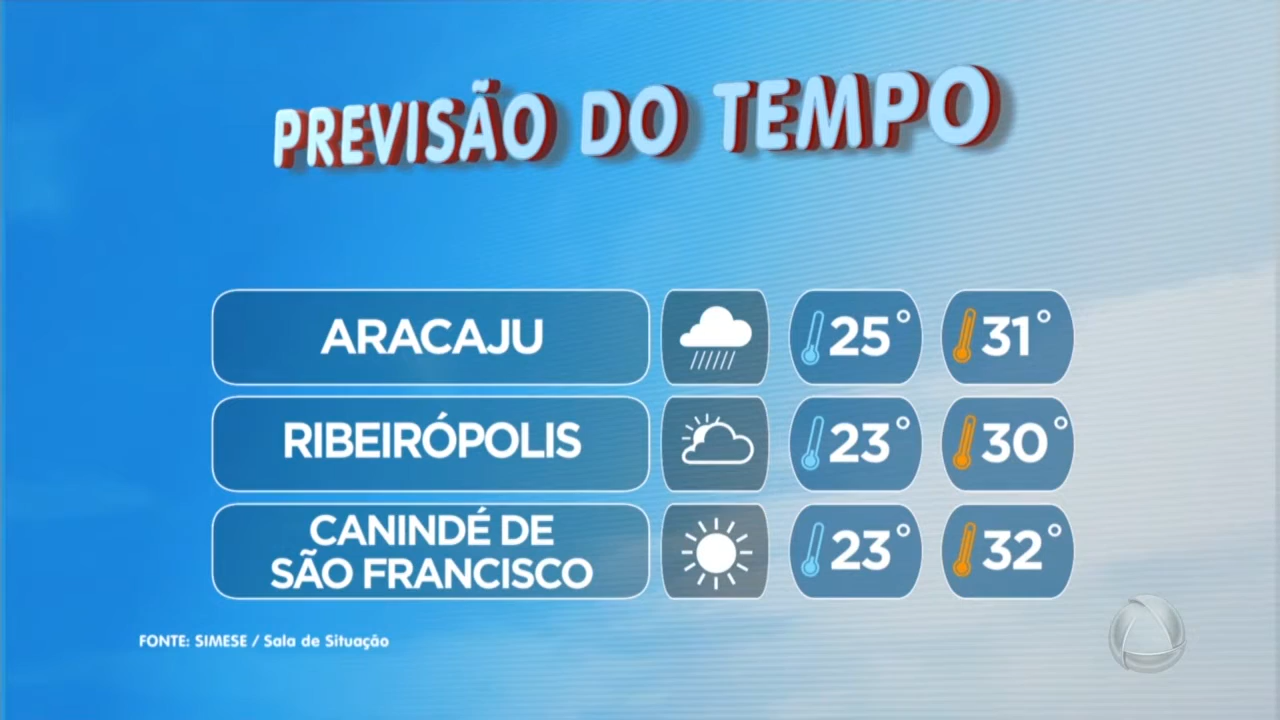 PREVISÃO DO TEMPO
ARACAJU 25° 31°
RIBEIRÓPOLIS 23° 30°
CANINDÉ DE
SÃO FRANCISCO 23° 32°
FONTE: SIMESE / Sala de Situação